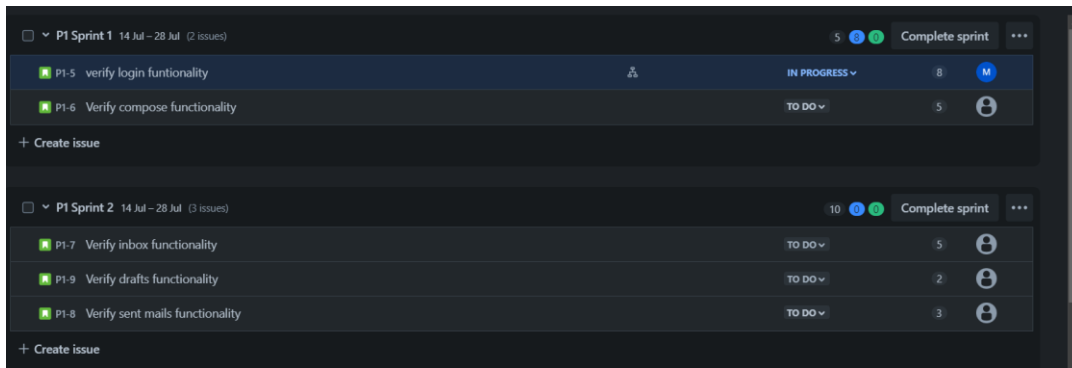 P1 Sprint 1 14 Jul – 28 Jul (2 issues) 5 8 0 Complete sprint •••
P1-5 verify login funtionality IN PROGRESS 8 M
P1-6 Verify compose functionality TO DO 5
+ Create issue
P1 Sprint 2 14 Jul – 28 Jul (3 issues) 10 0 0 Complete sprint •••
P1-7 Verify inbox functionality TO DO 5
P1-9 Verify drafts functionality TO DO 2
P1-8 Verify sent mails functionality TO DO 3
+ Create issue